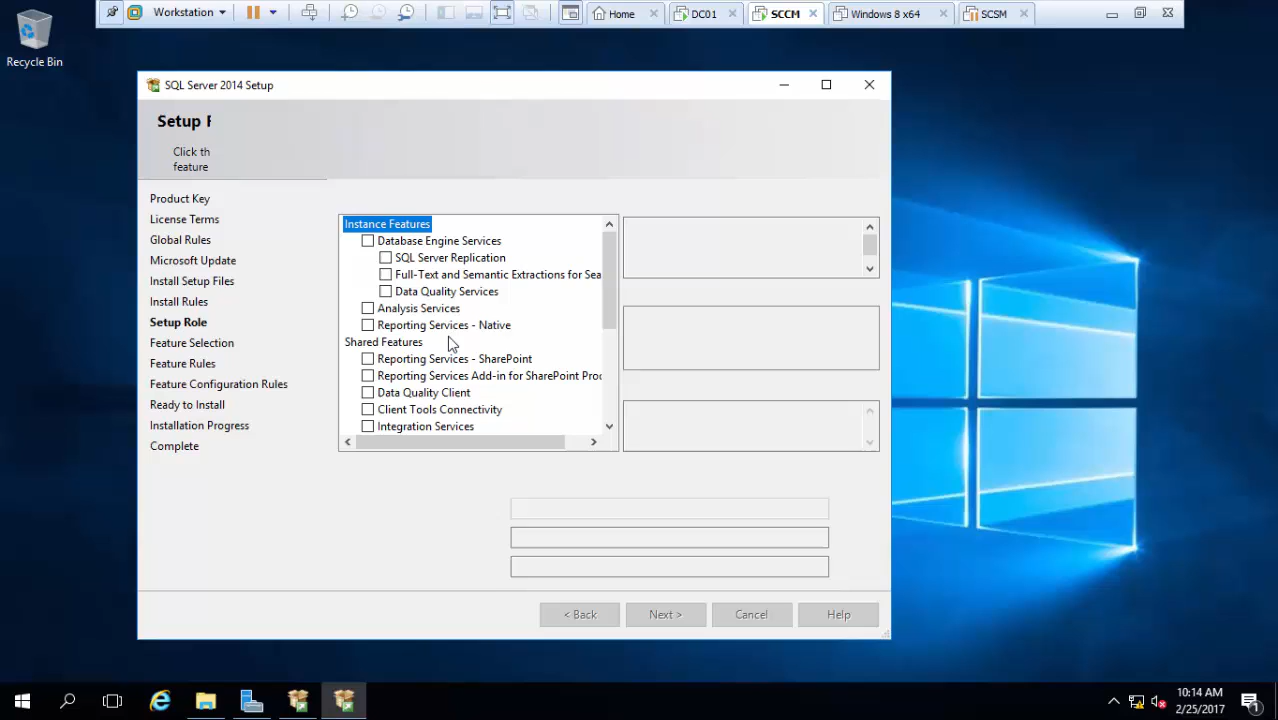 Workstation
Home
DC01
SCCM
Windows 8 x64
SCSM
Recycle Bin
SQL Server 2014 Setup
Setup F
Click th
feature
Product Key
License Terms
Global Rules
Microsoft Update
Install Setup Files
Install Rules
Setup Role
Feature Selection
Feature Rules
Feature Configuration Rules
Ready to Install
Installation Progress
Complete
Instance Features
Database Engine Services
SQL Server Replication
Full-Text and Semantic Extractions for Sea
Data Quality Services
Analysis Services
Reporting Services - Native
Shared Features
Reporting Services - SharePoint
Reporting Services Add-in for SharePoint Proc
Data Quality Client
Client Tools Connectivity
Integration Services
< Back
Next >
Cancel
Help
10:14 AM
2/25/2017
1